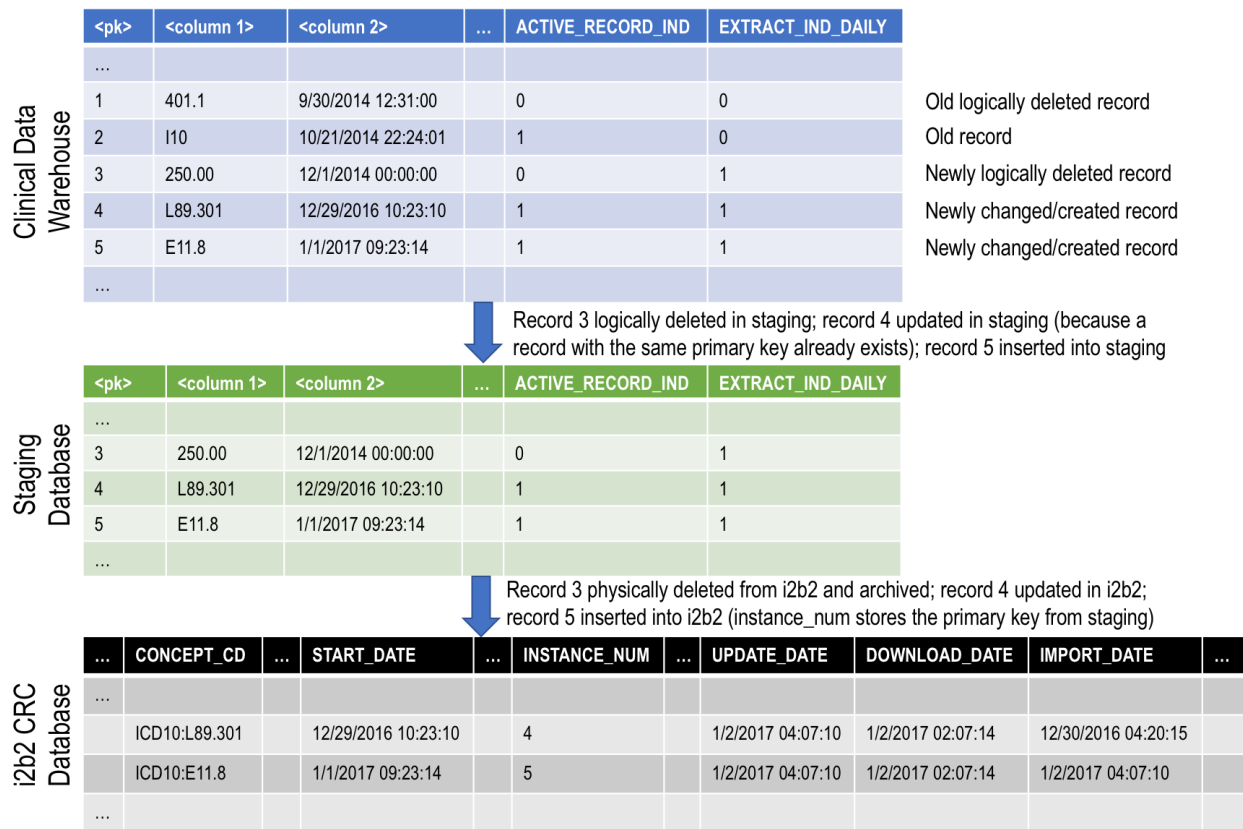 <pk> <column 1> <column 2> … ACTIVE_RECORD_IND EXTRACT_IND_DAILY
…
1 401.1 9/30/2014 12:31:00 0 0 Old logically deleted record
2 I10 10/21/2014 22:24:01 1 0 Old record
3 250.00 12/1/2014 00:00:00 0 1 Newly logically deleted record
4 L89.301 12/29/2016 10:23:10 1 1 Newly changed/created record
5 E11.8 1/1/2017 09:23:14 1 1 Newly changed/created record
…
Clinical Data
Warehouse
Record 3 logically deleted in staging; record 4 updated in staging (because a
record with the same primary key already exists); record 5 inserted into staging
<pk> <column 1> <column 2> … ACTIVE_RECORD_IND EXTRACT_IND_DAILY
…
3 250.00 12/1/2014 00:00:00 0 1
4 L89.301 12/29/2016 10:23:10 1 1
5 E11.8 1/1/2017 09:23:14 1 1
…
Staging
Database
Record 3 physically deleted from i2b2 and archived; record 4 updated in i2b2;
record 5 inserted into i2b2 (instance_num stores the primary key from staging)
… CONCEPT_CD … START_DATE … INSTANCE_NUM … UPDATE_DATE DOWNLOAD_DATE IMPORT_DATE …
…
ICD10:L89.301 12/29/2016 10:23:10 4 1/2/2017 04:07:10 1/2/2017 02:07:14 12/30/2016 04:20:15
ICD10:E11.8 1/1/2017 09:23:14 5 1/2/2017 04:07:10 1/2/2017 02:07:14 1/2/2017 04:07:10
…
i2b2 CRC
Database